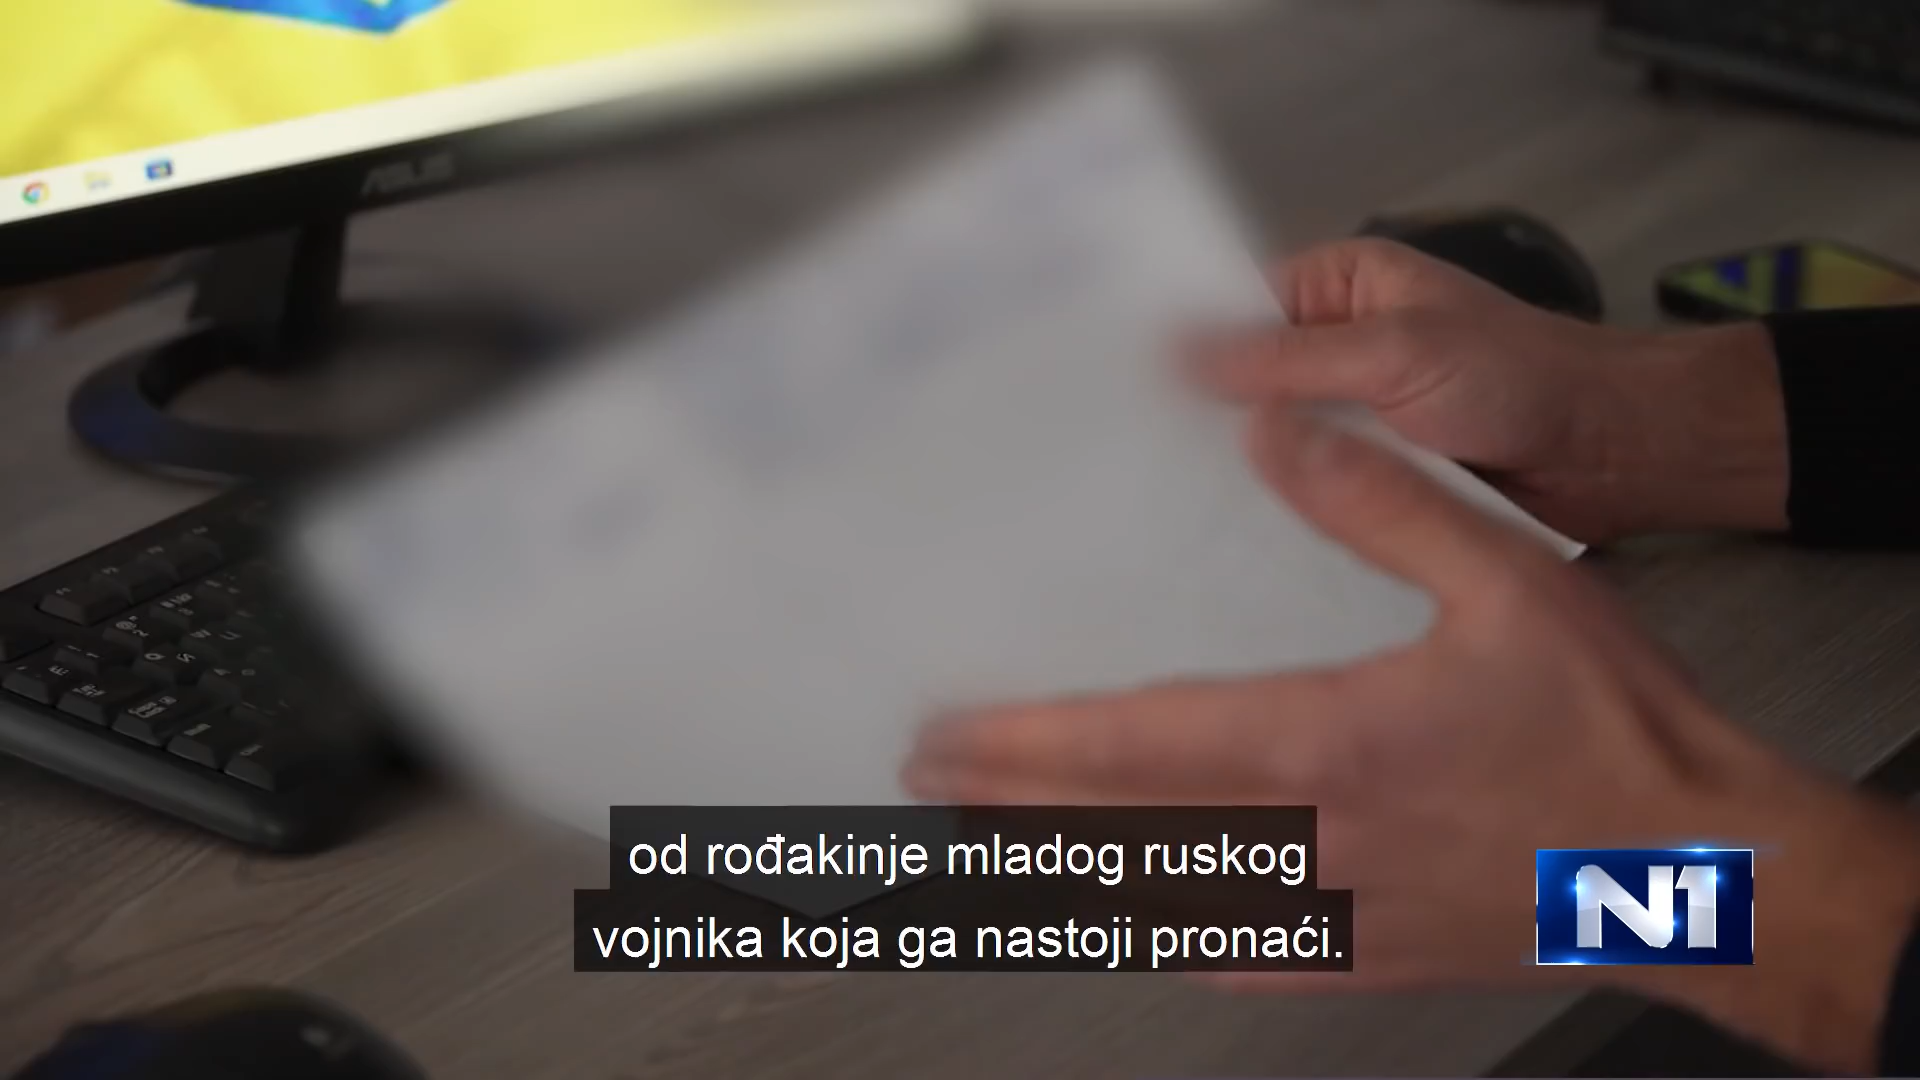 ASUS
od rođakinje mladog ruskog
vojnika koja ga nastoji pronaći.
N1